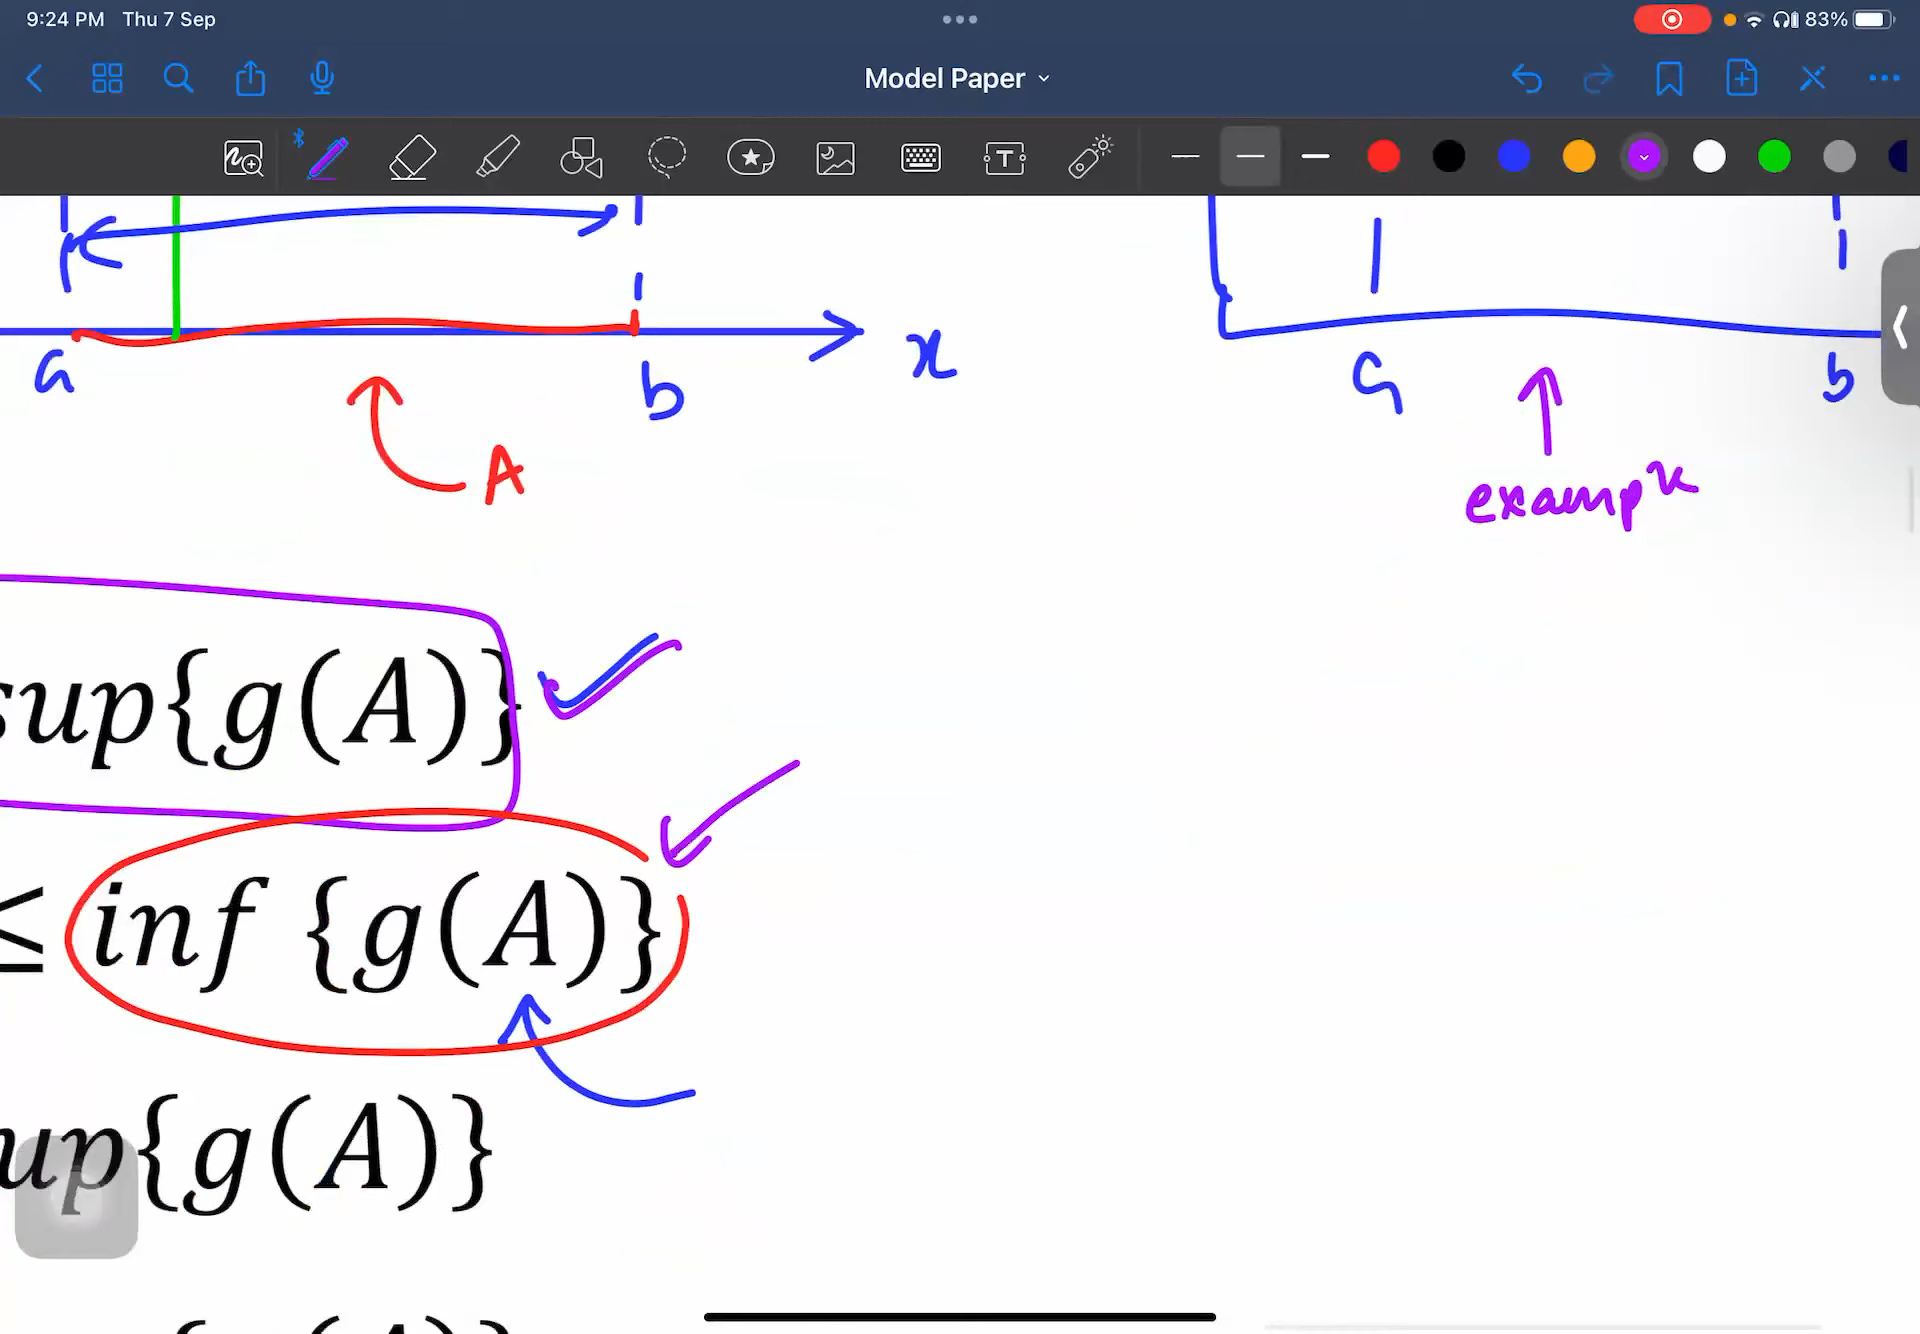 9:24 PM Thu 7 Sep
83%
Model Paper
T
a
b
x
a
b
A
example
sup{g(A)}
≤ inf {g(A)}
up{g(A)}